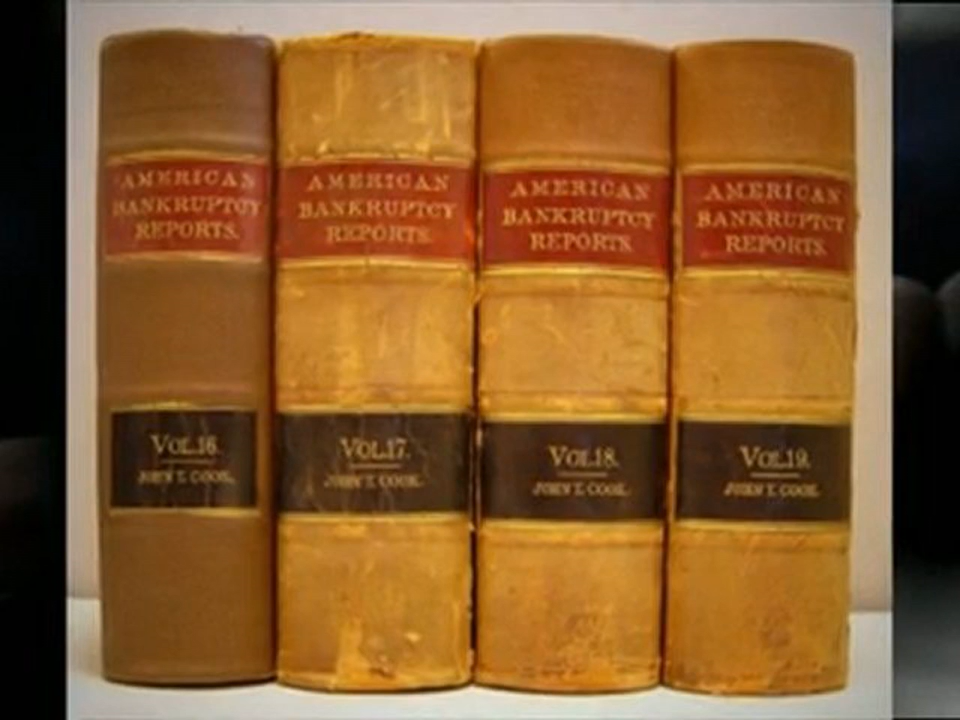 AMERICAN
BANKRUPTCY
REPORTS.
VOL.16.
JOHN T. COOK.
AMERICAN
BANKRUPTCY
REPORTS.
VOL.17.
JOHN T. COOK.
AMERICAN
BANKRUPTCY
REPORTS
VOL.18.
JOHN T. COOK.
AMERICAN
BANKRUPTCY
REPORTS.
VOL.19.
JOHN T. COOK.